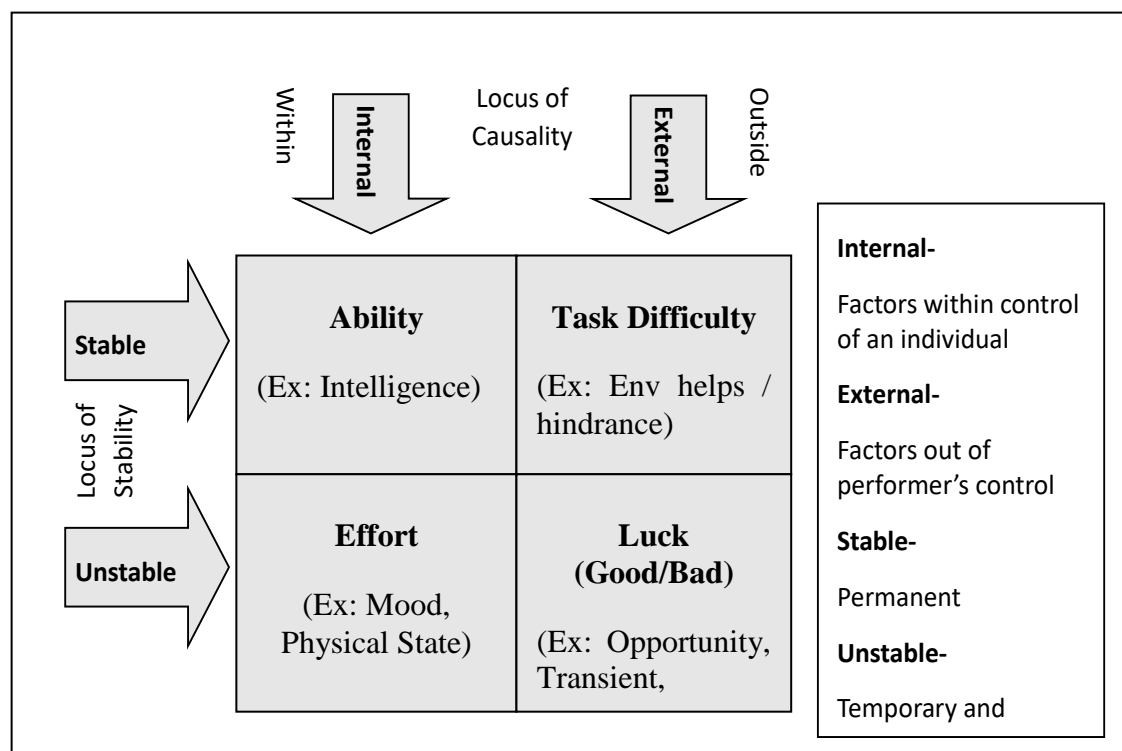 Within
Internal
Locus of
Causality
External
Outside
Stable
Locus of
Stability
Unstable
Ability
(Ex: Intelligence)
Task Difficulty
(Ex: Env helps /
hindrance)
Effort
(Ex: Mood,
Physical State)
Luck
(Good/Bad)
(Ex: Opportunity,
Transient,
Internal-
Factors within control
of an individual
External-
Factors out of
performer’s control
Stable-
Permanent
Unstable-
Temporary and